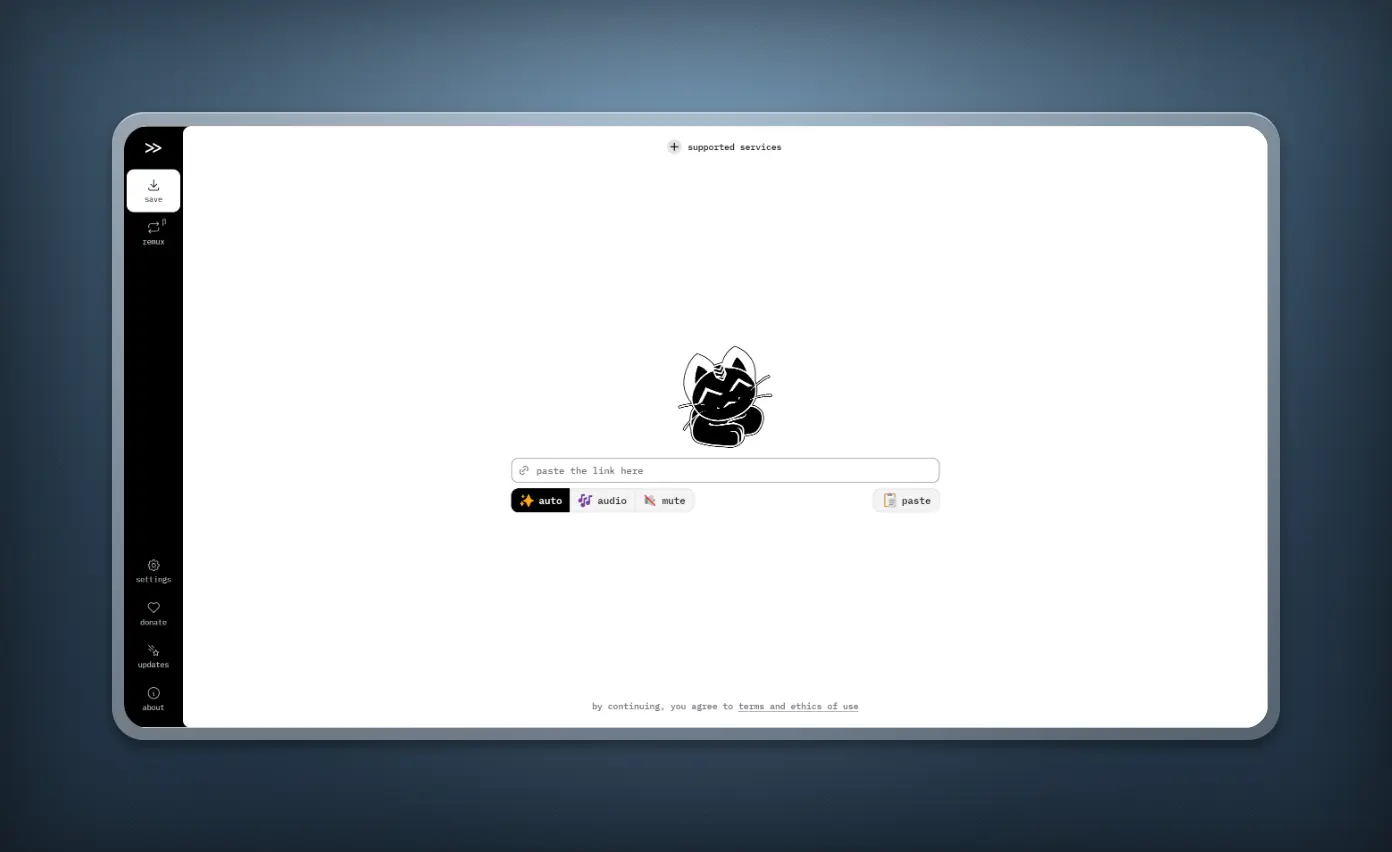 save
β
remux
settings
donate
updates
about
+ supported services
paste the link here
auto
audio
mute
paste
by continuing, you agree to terms and ethics of use